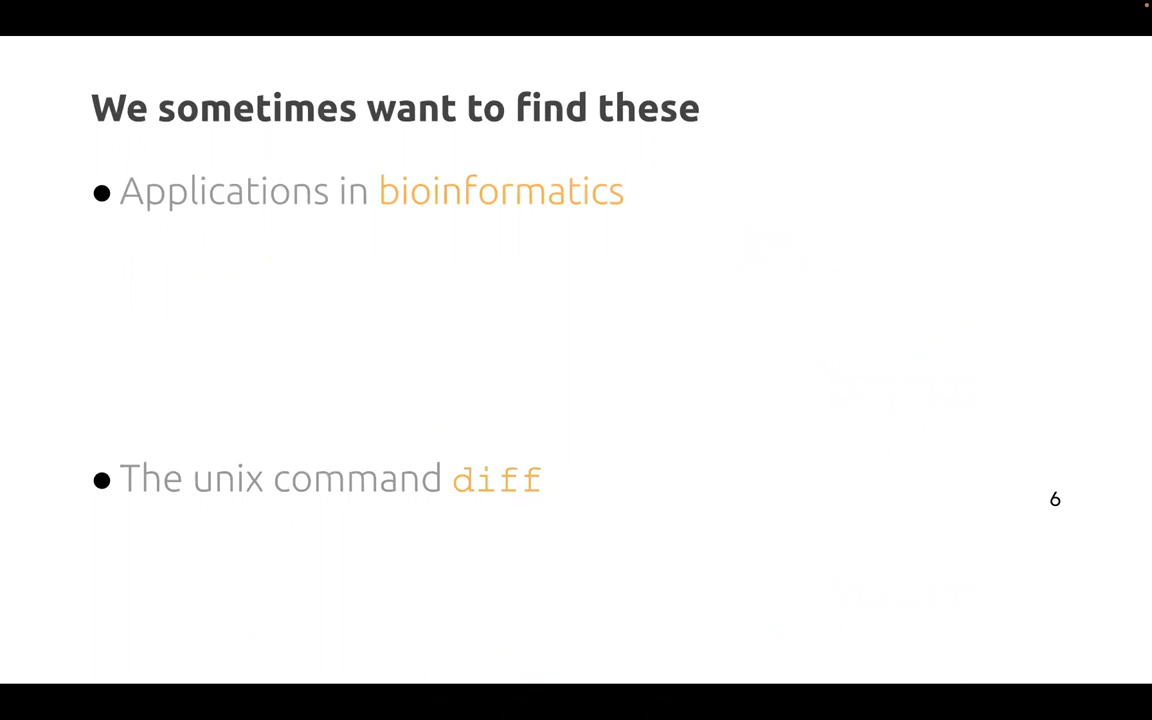 We sometimes want to find these
● Applications in bioinformatics
● The unix command diff
6